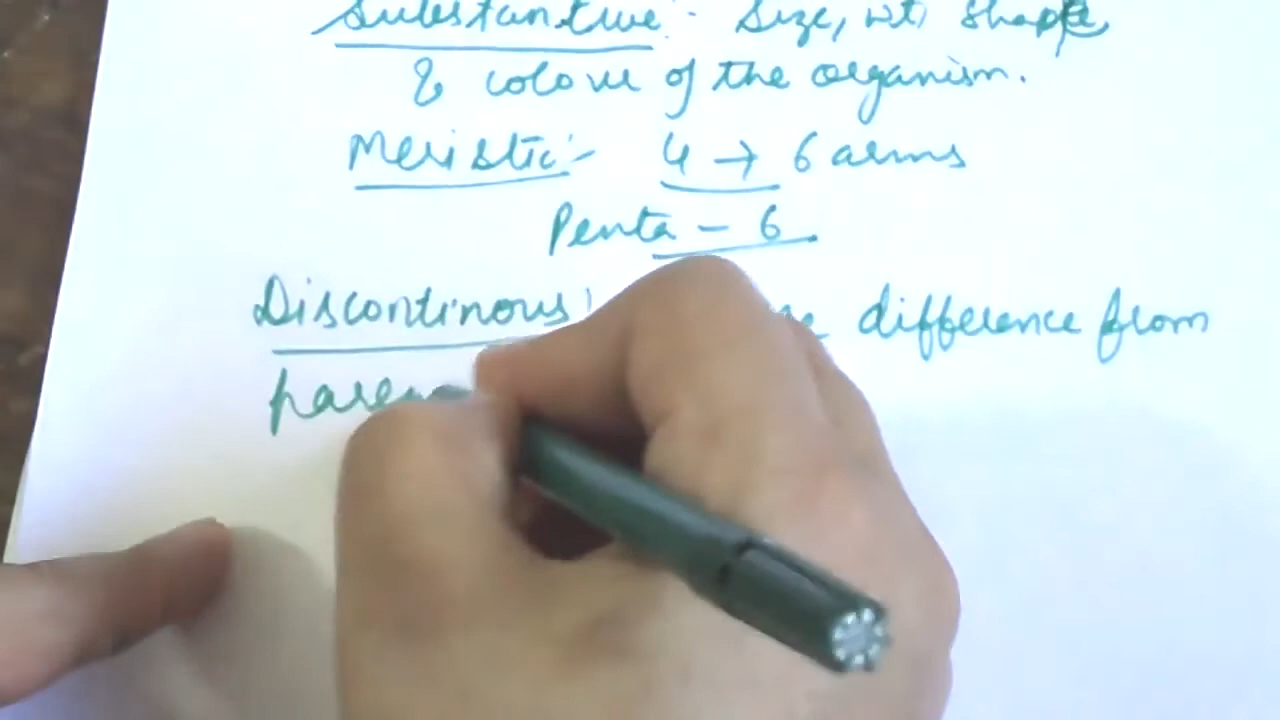 Substantive:- Size, wt, shape
& colour of the organism.
Meristic:- 4 → 6 arms
Penta - 6
Discontinous: difference from